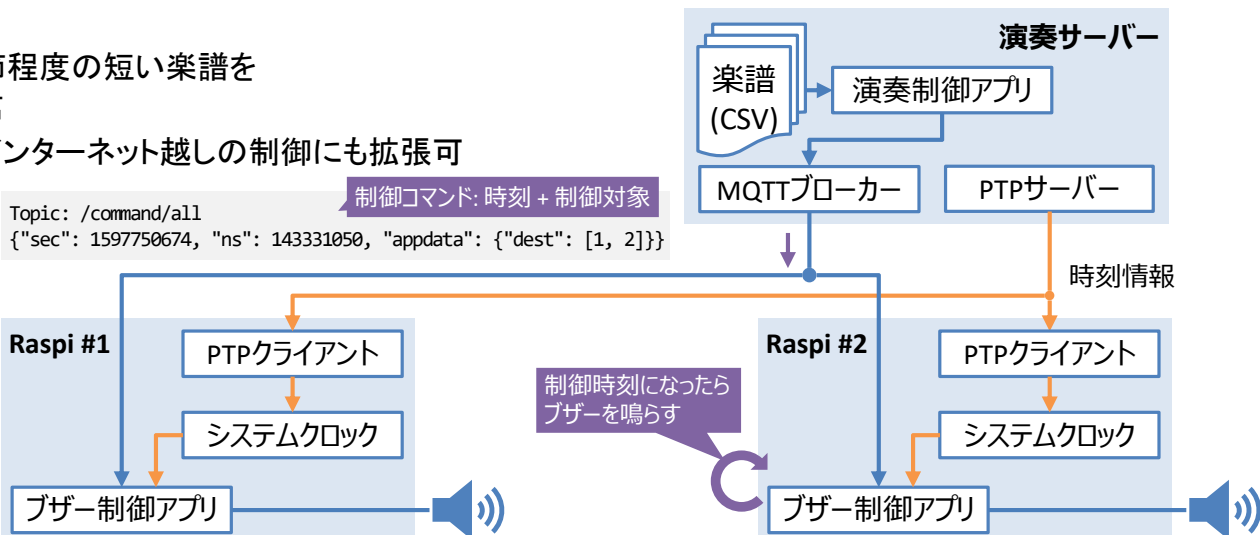 程度の短い楽譜を
ンターネット越しの制御にも拡張可
制御コマンド: 時刻 + 制御対象
Topic: /command/all
{"sec": 1597750674, "ns": 143331050, "appdata": {"dest": [1, 2]}}
演奏サーバー
楽譜
(CSV)
演奏制御アプリ
MQTTブローカー
PTPサーバー
時刻情報
Raspi #1
PTPクライアント
システムクロック
ブザー制御アプリ
制御時刻になったら
ブザーを鳴らす
Raspi #2
PTPクライアント
システムクロック
ブザー制御アプリ